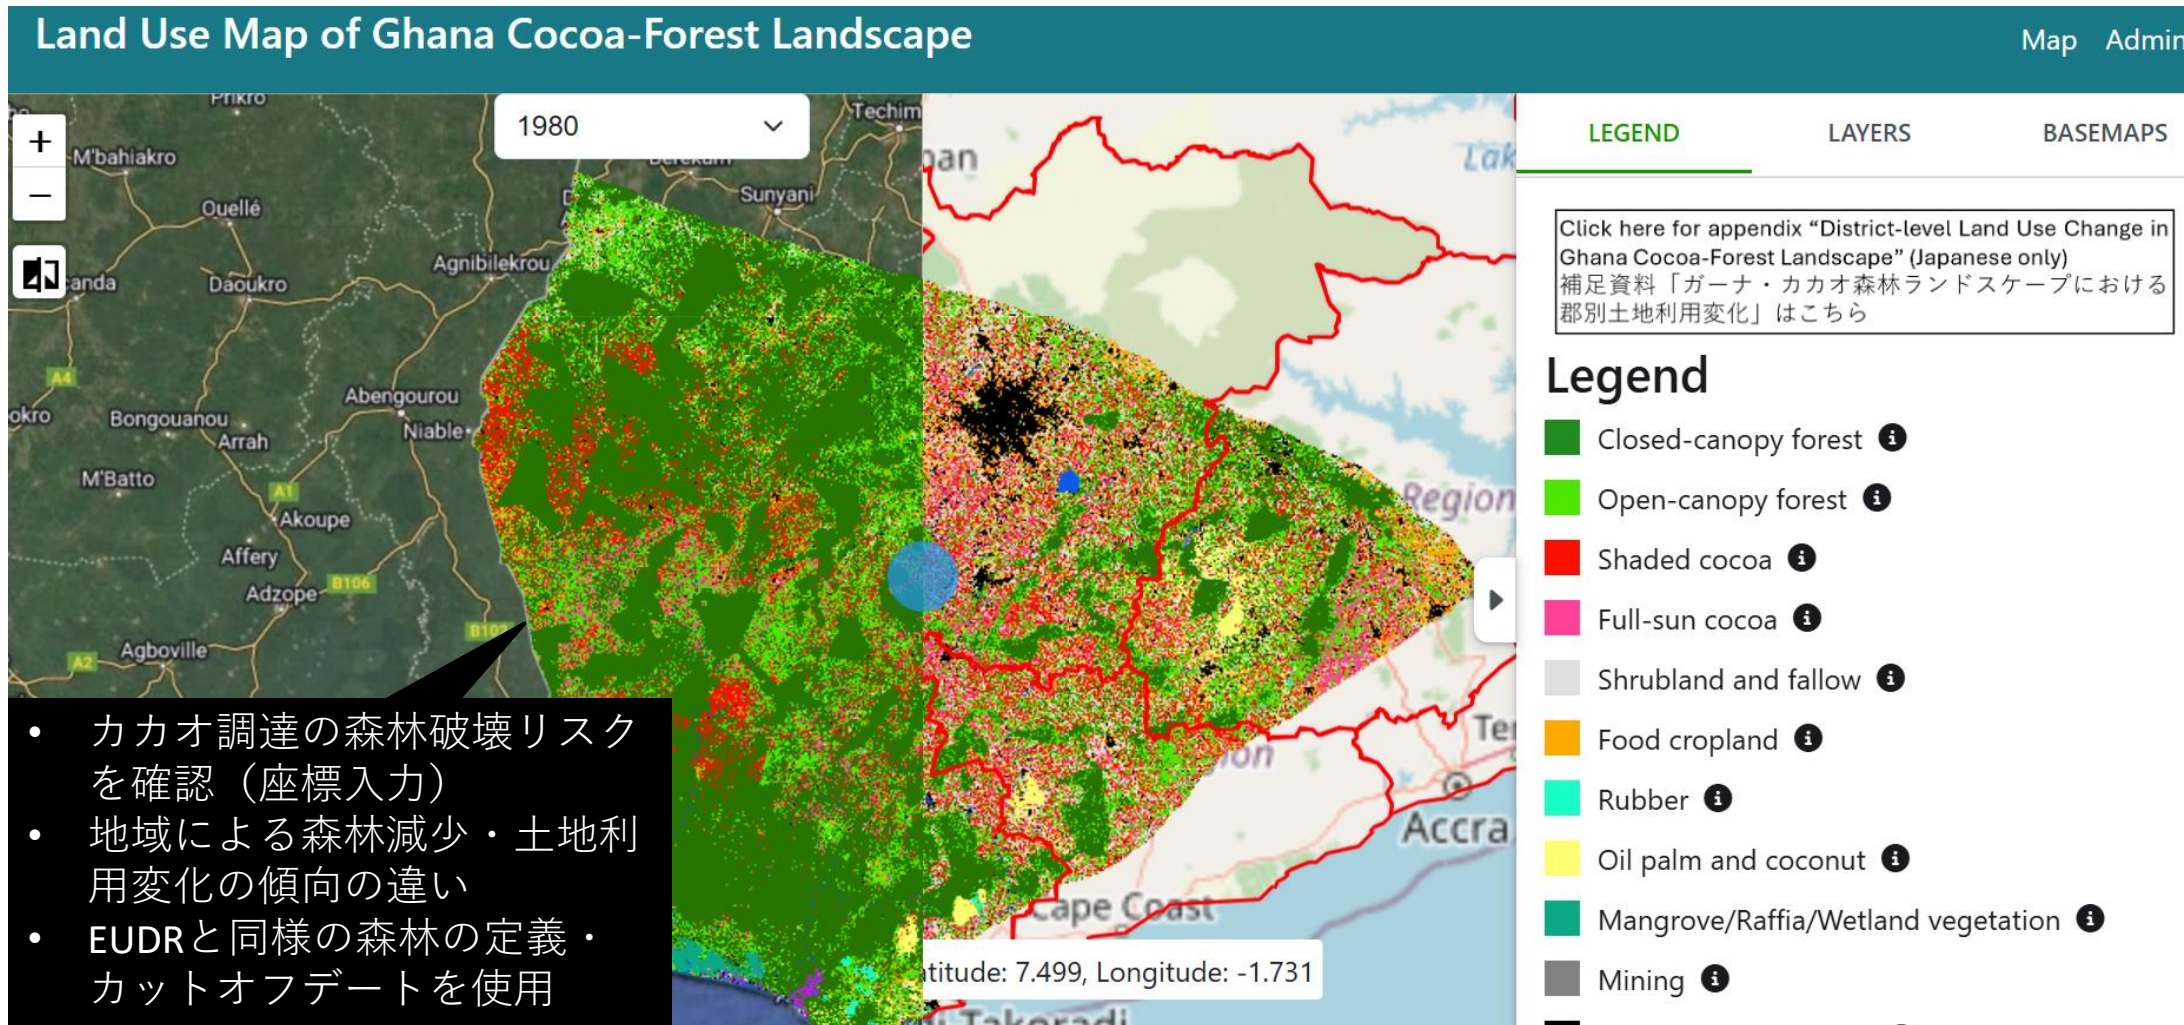 Land Use Map of Ghana Cocoa-Forest Landscape
Map Admin
Prikro
1980
Techim
+
−
M'bahiakro
Sunyani
Ouellé
Agnibilekrou
anda
Daoukro
A4
okro
Abengourou
Bongouanou
Niable
Arrah
M'Batto
A1
Akoupe
Affery
B106
Adzope
Agboville
A2
Lak
Region
Te
Accra
Cape Coast
atitude: 7.499, Longitude: -1.731
Takoradi
LEGEND LAYERS BASEMAPS
Click here for appendix “District-level Land Use Change in
Ghana Cocoa-Forest Landscape” (Japanese only)
補足資料「ガーナ・カカオ森林ランドスケープにおける
郡別土地利用変化」はこちら
Legend
Closed-canopy forest
Open-canopy forest
Shaded cocoa
Full-sun cocoa
Shrubland and fallow
Food cropland
Rubber
Oil palm and coconut
Mangrove/Raffia/Wetland vegetation
Mining
• カカオ調達の森林破壊リスク
を確認（座標入力）
• 地域による森林減少・土地利
用変化の傾向の違い
• EUDRと同様の森林の定義・
カットオフデートを使用